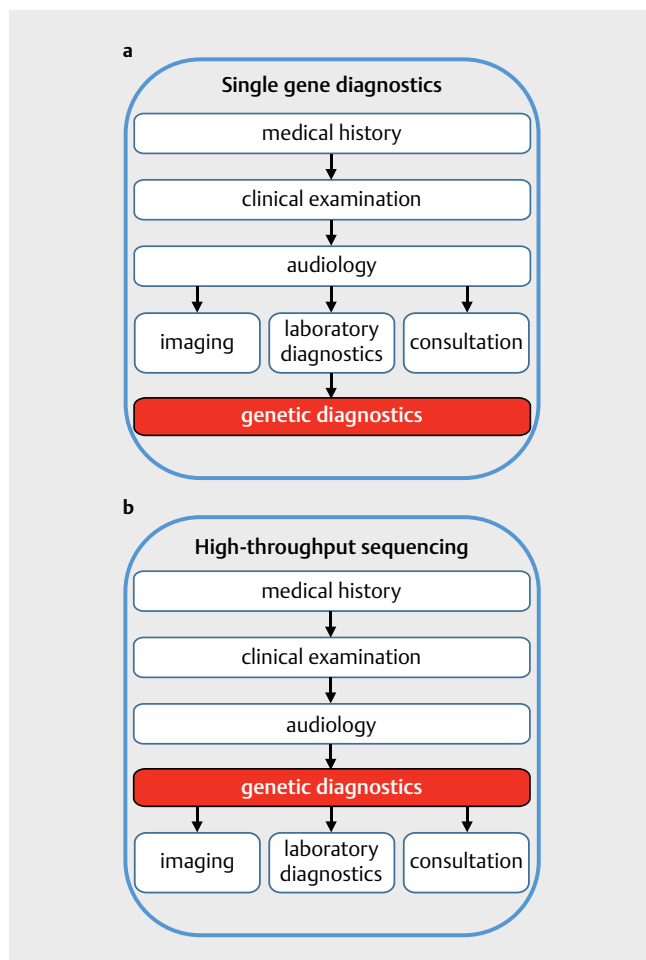 a
Single gene diagnostics
medical history
clinical examination
audiology
imaging
laboratory
diagnostics
consultation
genetic diagnostics
b
High-throughput sequencing
medical history
clinical examination
audiology
genetic diagnostics
imaging
laboratory
diagnostics
consultation